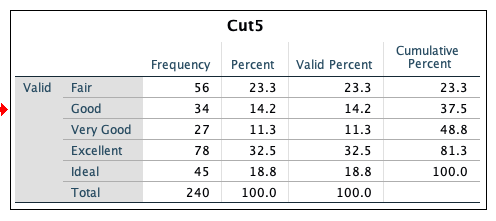 Cut5
Frequency Percent Valid Percent Cumulative Percent
Valid Fair 56 23.3 23.3 23.3
Good 34 14.2 14.2 37.5
Very Good 27 11.3 11.3 48.8
Excellent 78 32.5 32.5 81.3
Ideal 45 18.8 18.8 100.0
Total 240 100.0 100.0